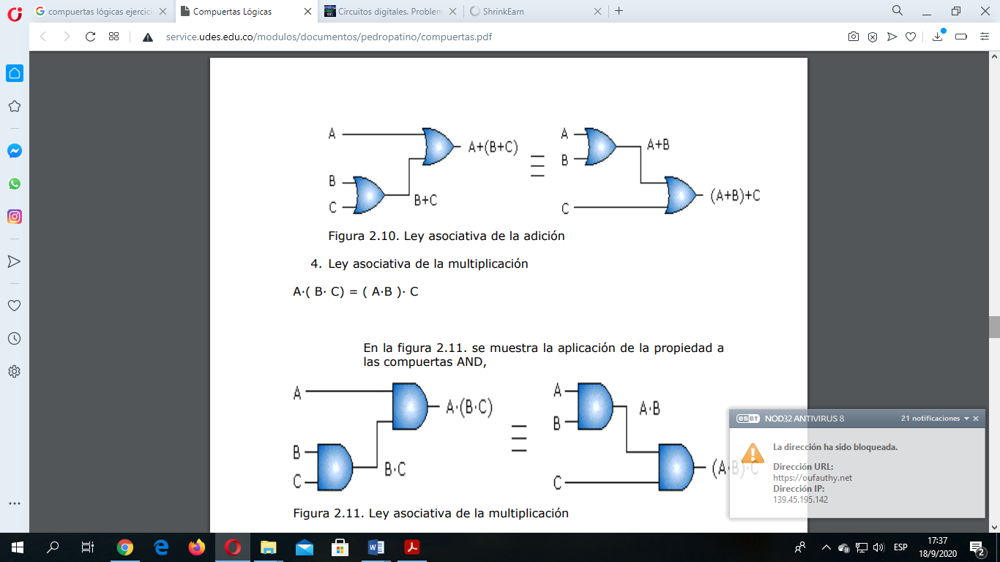 compuertas lógicas ejercici
Compuertas Lógicas
Circuitos digitales. Problem
ShrinkEarn
service.udes.edu.co/modulos/documentos/pedropatino/compuertas.pdf
A
A+(B+C)
B
C
B+C
A
B
A+B
C
(A+B)+C
Figura 2.10. Ley asociativa de la adición
4. Ley asociativa de la multiplicación
A·( B· C) = ( A·B )· C
En la figura 2.11. se muestra la aplicación de la propiedad a
las compuertas AND,
A
A·(B·C)
B
C
B·C
A
B
A·B
C
(A·B)·C
Figura 2.11. Ley asociativa de la multiplicación
eset NOD32 ANTIVIRUS 8 21 notificaciones
La dirección ha sido bloqueada.
Dirección URL:
https://oufauthy.net
Dirección IP:
139.45.195.142
ESP
17:37
18/9/2020
2